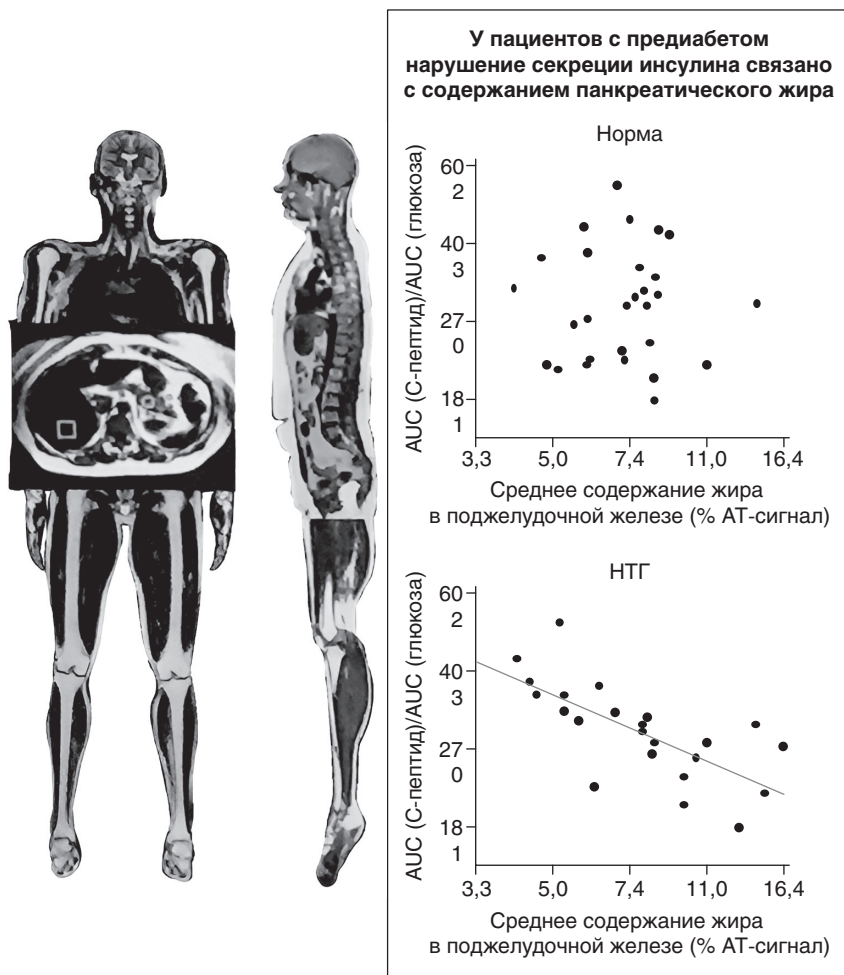 У пациентов с предиабетом
нарушение секреции инсулина связано
с содержанием панкреатического жира
Норма
AUC (С-пептид)/AUC (глюкоза)
60
2
40
3
27
0
18
1
3,3 5,0 7,4 11,0 16,4
Среднее содержание жира
в поджелудочной железе (% АТ-сигнал)
НТГ
AUC (С-пептид)/AUC (глюкоза)
60
2
40
3
27
0
18
1
3,3 5,0 7,4 11,0 16,4
Среднее содержание жира
в поджелудочной железе (% АТ-сигнал)